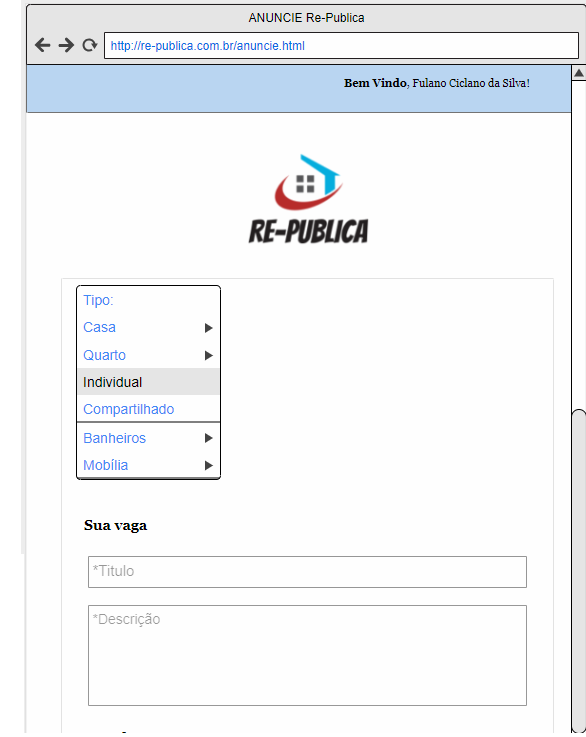 ANUNCIE Re-Publica
http://re-publica.com.br/anuncie.html
Bem Vindo, Fulano Ciclano da Silva!
RE-PUBLICA
Tipo:
Casa
Quarto
Individual
Compartilhado
Banheiros
Mobília
Sua vaga
*Titulo
*Descrição